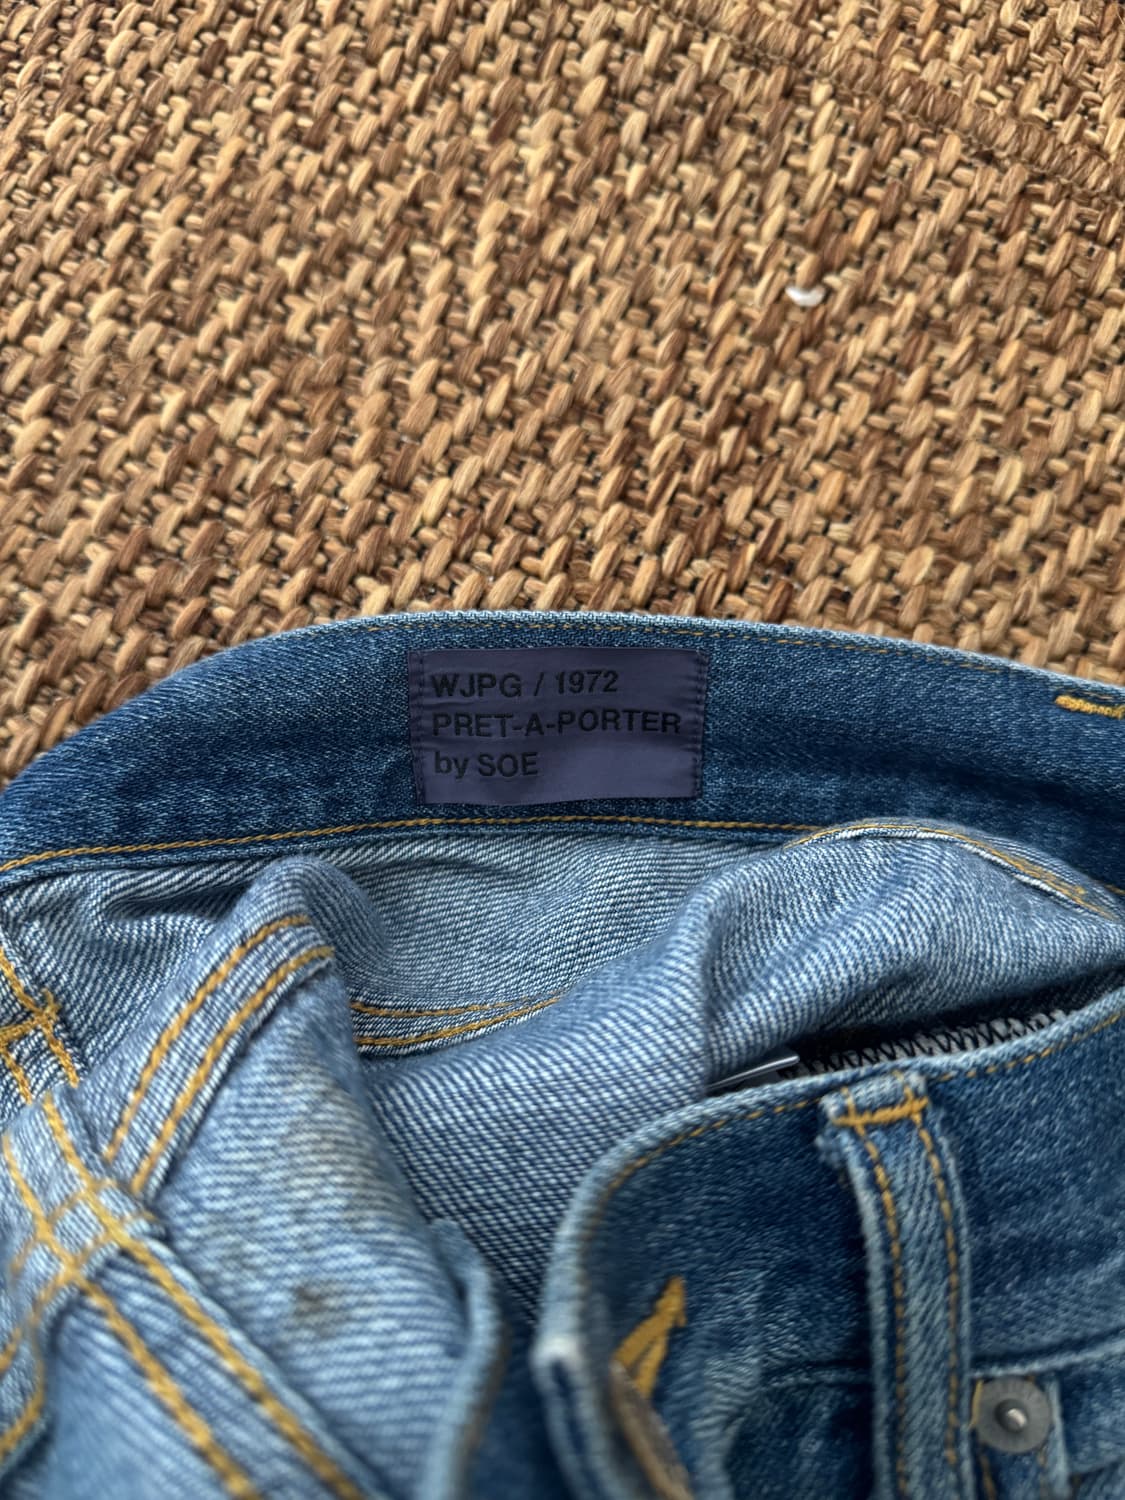 WJPG / 1972
PRET-A-PORTER
by SOE